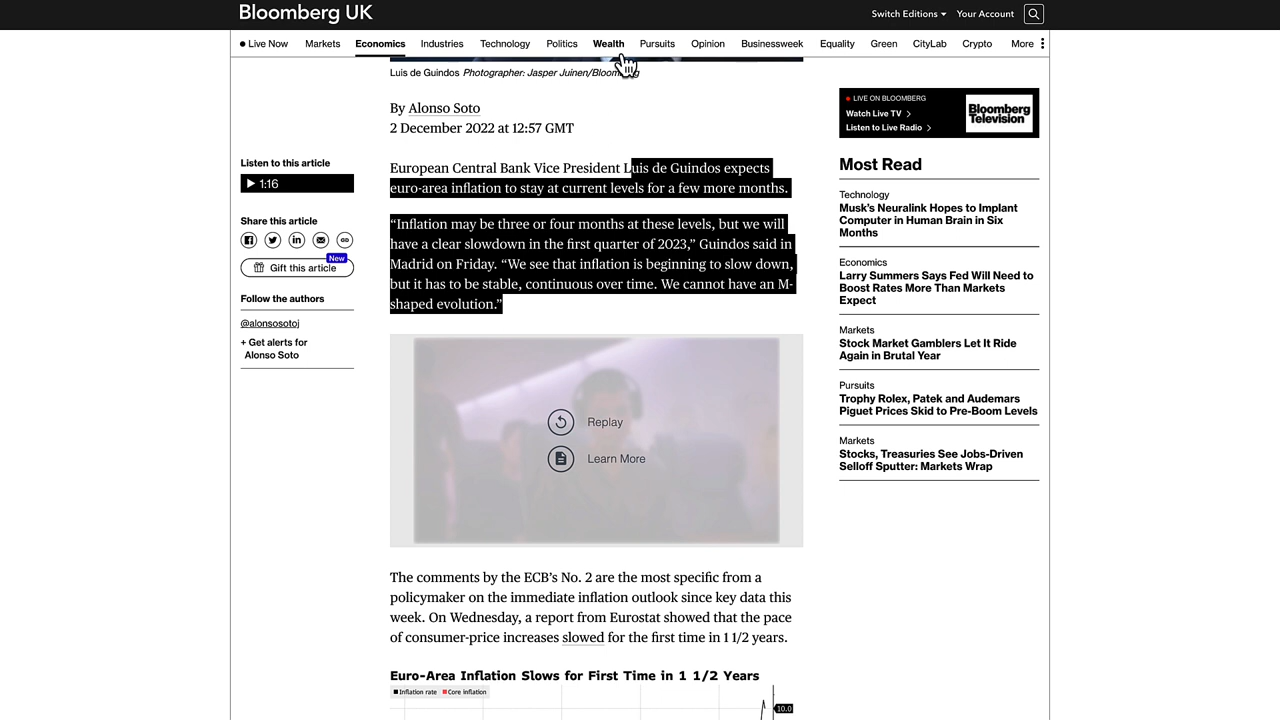 Bloomberg UK
Switch Editions
Your Account
Live Now
Markets
Economics
Industries
Technology
Politics
Wealth
Pursuits
Opinion
Businessweek
Equality
Green
CityLab
Crypto
More
Luis de Guindos Photographer: Jasper Juinen/Bloomberg
By Alonso Soto
2 December 2022 at 12:57 GMT
Listen to this article
1:16
Share this article
New
Gift this article
Follow the authors
@alonsosotoj
+ Get alerts for
Alonso Soto
European Central Bank Vice President Luis de Guindos expects
euro-area inflation to stay at current levels for a few more months.
“Inflation may be three or four months at these levels, but we will
have a clear slowdown in the first quarter of 2023,” Guindos said in
Madrid on Friday. “We see that inflation is beginning to slow down,
but it has to be stable, continuous over time. We cannot have an M-
shaped evolution.”
Replay
Learn More
The comments by the ECB’s No. 2 are the most specific from a
policymaker on the immediate inflation outlook since key data this
week. On Wednesday, a report from Eurostat showed that the pace
of consumer-price increases slowed for the first time in 1 1/2 years.
Euro-Area Inflation Slows for First Time in 1 1/2 Years
Inflation rate
Core inflation
10.0
LIVE ON BLOOMBERG
Watch Live TV
Listen to Live Radio
Bloomberg
Television
Most Read
Technology
Musk’s Neuralink Hopes to Implant
Computer in Human Brain in Six
Months
Economics
Larry Summers Says Fed Will Need to
Boost Rates More Than Markets
Expect
Markets
Stock Market Gamblers Let It Ride
Again in Brutal Year
Pursuits
Trophy Rolex, Patek and Audemars
Piguet Prices Skid to Pre-Boom Levels
Markets
Stocks, Treasuries See Jobs-Driven
Selloff Sputter: Markets Wrap